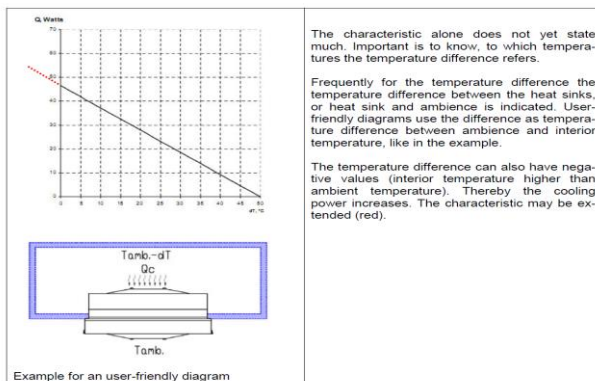 Q, Watts
70
60
50
40
30
20
10
0
0 5 10 15 20 25 30 35 40 45 50
dT, °C
Tamb.-dT
Qc
Tamb.
Example for an user-friendly diagram
The characteristic alone does not yet state
much. Important is to know, to which tempera-
tures the temperature difference refers.
Frequently for the temperature difference the
temperature difference between the heat sinks,
or heat sink and ambience is indicated. User-
friendly diagrams use the difference as tempera-
ture difference between ambience and interior
temperature, like in the example.
The temperature difference can also have nega-
tive values (interior temperature higher than
ambient temperature). Thereby the cooling
power increases. The characteristic may be ex-
tended (red).